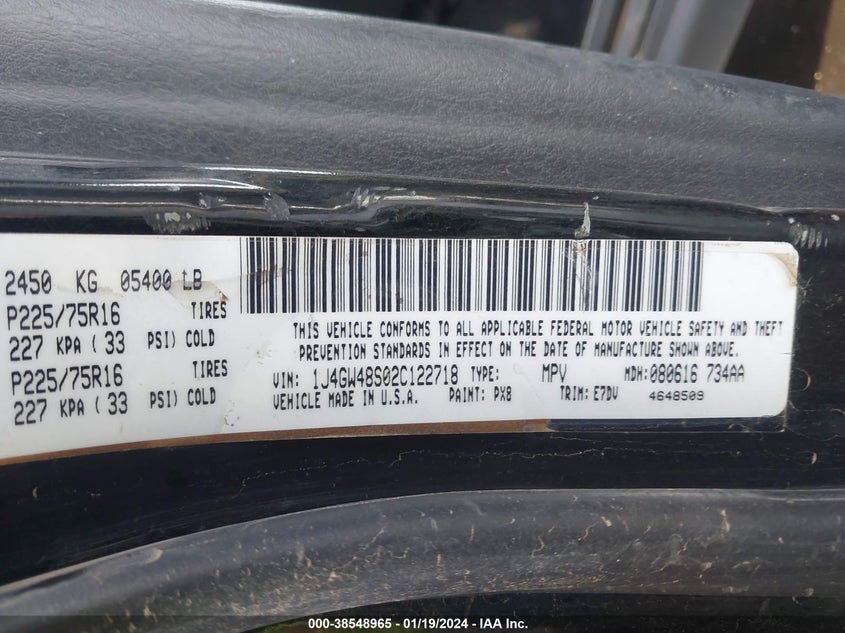 2450 KG 05400 LB
P225/75R16 TIRES
227 KPA ( 33 PSI) COLD
P225/75R16 TIRES
227 KPA ( 33 PSI) COLD
THIS VEHICLE CONFORMS TO ALL APPLICABLE FEDERAL MOTOR VEHICLE SAFETY AND THEFT
PREVENTION STANDARDS IN EFFECT ON THE DATE OF MANUFACTURE SHOWN ABOVE.
VIN: 1J4GW48S02C122718 TYPE: MPV MDH:080616 734AA
VEHICLE MADE IN U.S.A. PAINT: PX8 TRIM: E7DV 4648509
000-38548965 - 01/19/2024 - IAA Inc.